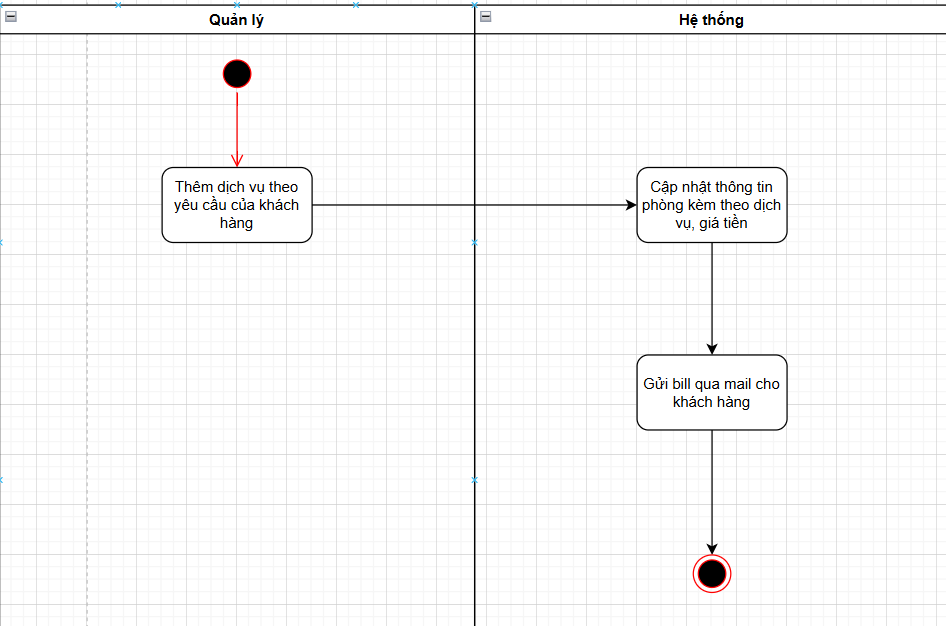 Quản lý
Hệ thống
Thêm dịch vụ theo
yêu cầu của khách
hàng
Cập nhật thông tin
phòng kèm theo dịch
vụ, giá tiền
Gửi bill qua mail cho
khách hàng